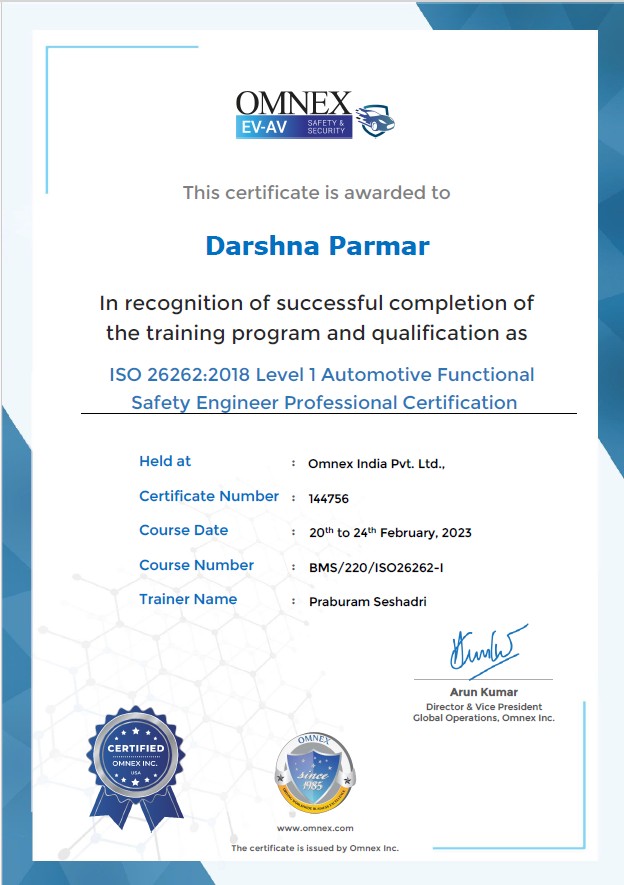 OMNEX
EV-AV SAFETY & SECURITY
This certificate is awarded to
Darshna Parmar
In recognition of successful completion of
the training program and qualification as
ISO 26262:2018 Level 1 Automotive Functional
Safety Engineer Professional Certification
Held at : Omnex India Pvt. Ltd.,
Certificate Number : 144756
Course Date : 20th to 24th February, 2023
Course Number : BMS/220/ISO26262-I
Trainer Name : Praburam Seshadri
Arun Kumar
Director & Vice President
Global Operations, Omnex Inc.
CERTIFIED
OMNEX INC.
USA
OMNEX
since
1985
www.omnex.com
The certificate is issued by Omnex Inc.